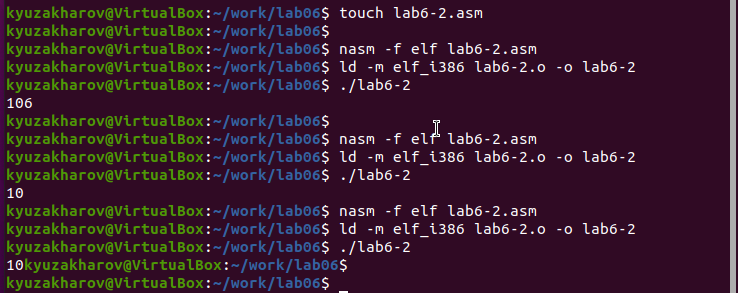 kyuzakharov@VirtualBox:~/work/lab06$ touch lab6-2.asm
kyuzakharov@VirtualBox:~/work/lab06$
kyuzakharov@VirtualBox:~/work/lab06$ nasm -f elf lab6-2.asm
kyuzakharov@VirtualBox:~/work/lab06$ ld -m elf_i386 lab6-2.o -o lab6-2
kyuzakharov@VirtualBox:~/work/lab06$ ./lab6-2
106
kyuzakharov@VirtualBox:~/work/lab06$
kyuzakharov@VirtualBox:~/work/lab06$ nasm -f elf lab6-2.asm
kyuzakharov@VirtualBox:~/work/lab06$ ld -m elf_i386 lab6-2.o -o lab6-2
kyuzakharov@VirtualBox:~/work/lab06$ ./lab6-2
10
kyuzakharov@VirtualBox:~/work/lab06$ nasm -f elf lab6-2.asm
kyuzakharov@VirtualBox:~/work/lab06$ ld -m elf_i386 lab6-2.o -o lab6-2
kyuzakharov@VirtualBox:~/work/lab06$ ./lab6-2
10kyuzakharov@VirtualBox:~/work/lab06$
kyuzakharov@VirtualBox:~/work/lab06$